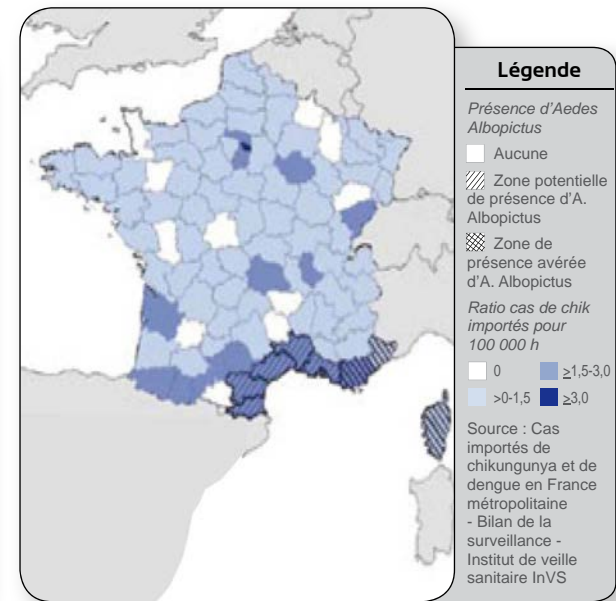 Légende
Présence d'Aedes
Albopictus
Aucune
Zone potentielle
de présence d'A.
Albopictus
Zone de
présence avérée
d'A. Albopictus
Ratio cas de chik
importés pour
100 000 h
0 ≥1,5-3,0
>0-1,5 ≥3,0
Source : Cas
importés de
chikungunya et de
dengue en France
métropolitaine
- Bilan de la
surveillance -
Institut de veille
sanitaire InVS